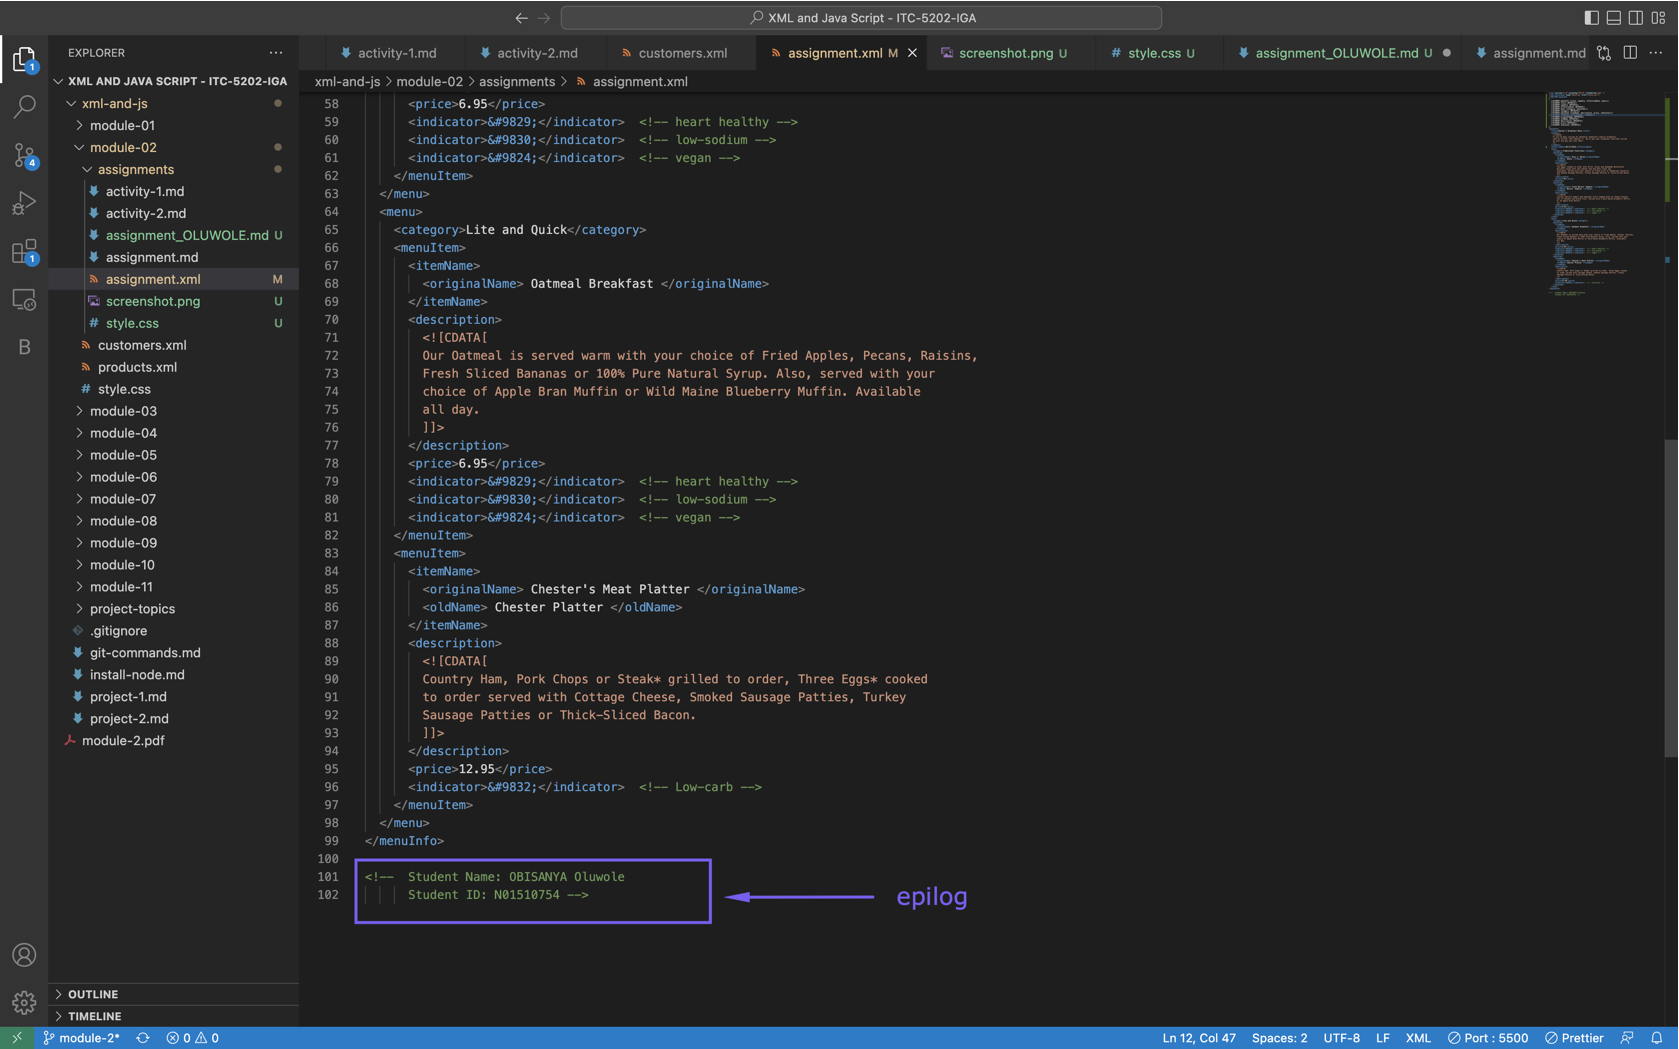 XML and Java Script - ITC-5202-IGA
EXPLORER
XML AND JAVA SCRIPT - ITC-5202-IGA
xml-and-js
module-01
module-02
assignments
activity-1.md
activity-2.md
assignment_OLUWOLE.md U
assignment.md
assignment.xml M
screenshot.png U
style.css U
customers.xml
products.xml
style.css
module-03
module-04
module-05
module-06
module-07
module-08
module-09
module-10
module-11
project-topics
.gitignore
git-commands.md
install-node.md
project-1.md
project-2.md
module-2.pdf
OUTLINE
TIMELINE
1
4
1
B
activity-1.md activity-2.md customers.xml assignment.xml M screenshot.png U style.css U assignment_OLUWOLE.md U assignment.md
xml-and-js > module-02 > assignments > assignment.xml
58 <price>6.95</price>
59 <indicator>&#9829;</indicator> <!-- heart healthy -->
60 <indicator>&#9830;</indicator> <!-- low-sodium -->
61 <indicator>&#9824;</indicator> <!-- vegan -->
62 </menuItem>
63 </menu>
64 <menu>
65 <category>Lite and Quick</category>
66 <menuItem>
67 <itemName>
68 <originalName> Oatmeal Breakfast </originalName>
69 </itemName>
70 <description>
71 <![CDATA[
72 Our Oatmeal is served warm with your choice of Fried Apples, Pecans, Raisins,
73 Fresh Sliced Bananas or 100% Pure Natural Syrup. Also, served with your
74 choice of Apple Bran Muffin or Wild Maine Blueberry Muffin. Available
75 all day.
76 ]]>
77 </description>
78 <price>6.95</price>
79 <indicator>&#9829;</indicator> <!-- heart healthy -->
80 <indicator>&#9830;</indicator> <!-- low-sodium -->
81 <indicator>&#9824;</indicator> <!-- vegan -->
82 </menuItem>
83 <menuItem>
84 <itemName>
85 <originalName> Chester's Meat Platter </originalName>
86 <oldName> Chester Platter </oldName>
87 </itemName>
88 <description>
89 <![CDATA[
90 Country Ham, Pork Chops or Steak* grilled to order, Three Eggs* cooked
91 to order served with Cottage Cheese, Smoked Sausage Patties, Turkey
92 Sausage Patties or Thick-Sliced Bacon.
93 ]]>
94 </description>
95 <price>12.95</price>
96 <indicator>&#9832;</indicator> <!-- Low-carb -->
97 </menuItem>
98 </menu>
99 </menuInfo>
100
101 <!-- Student Name: OBISANYA Oluwole
102 Student ID: N01510754 -->
epilog
module-2* 0 0 Ln 12, Col 47 Spaces: 2 UTF-8 LF XML Port : 5500 Prettier